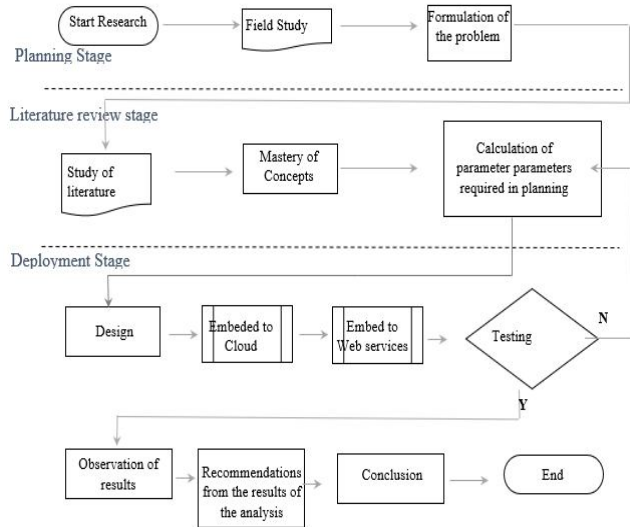 Start Research
Field Study
Formulation of
the problem
Planning Stage
Literature review stage
Study of
literature
Mastery of
Concepts
Calculation of
parameter parameters
required in planning
Deployment Stage
Design
Embeded to
Cloud
Embed to
Web services
Testing
N
Y
Observation of
results
Recommendations
from the results of
the analysis
Conclusion
End